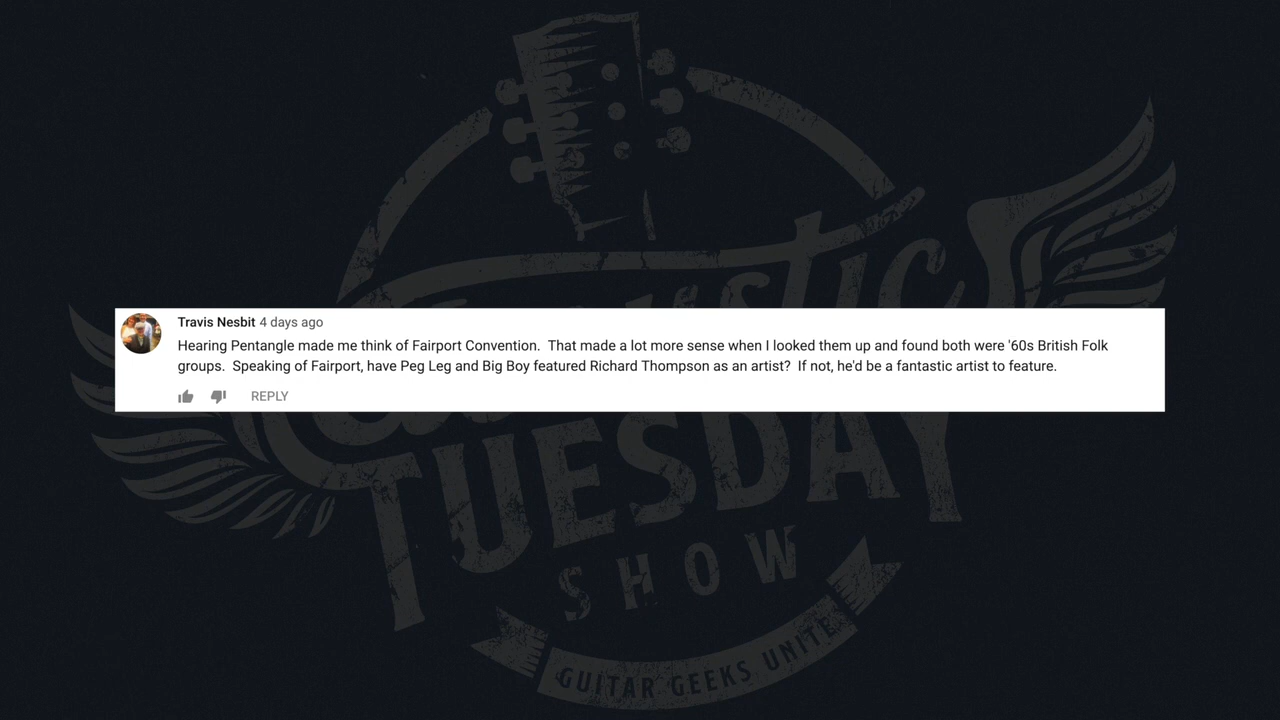 Acoustic
Travis Nesbit 4 days ago
Hearing Pentangle made me think of Fairport Convention.  That made a lot more sense when I looked them up and found both were '60s British Folk
groups.  Speaking of Fairport, have Peg Leg and Big Boy featured Richard Thompson as an artist?  If not, he'd be a fantastic artist to feature.
REPLY
TUESDAY
SHOW
GUITAR GEEKS UNITE